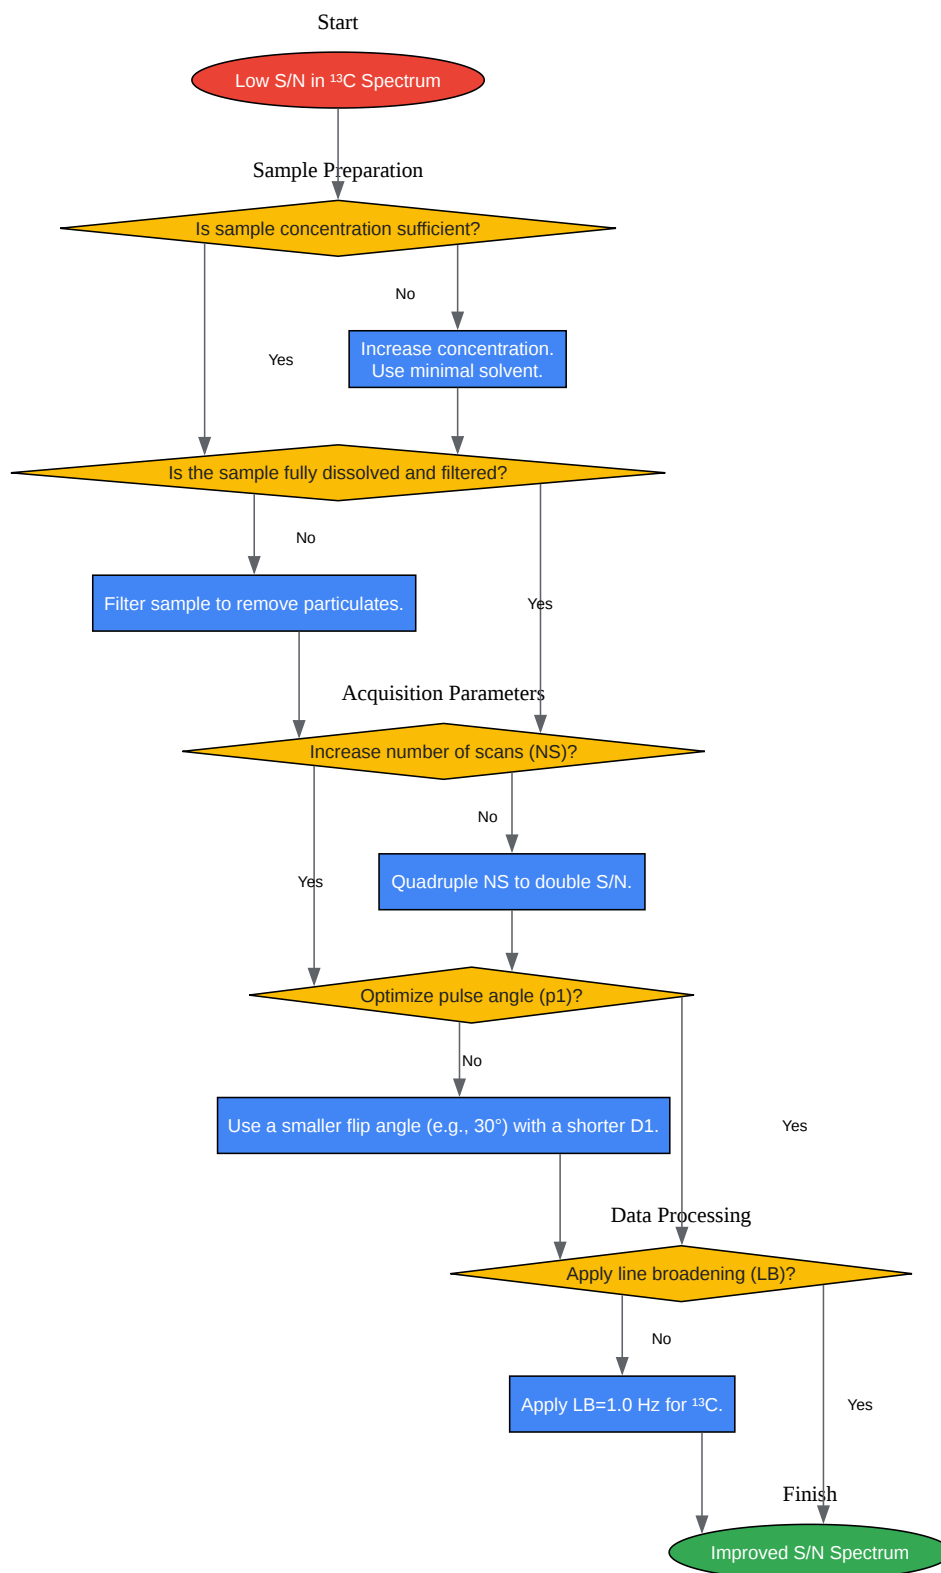 Start
Low S/N in ¹³C Spectrum
Sample Preparation
Is sample concentration sufficient?
No
Yes
Increase concentration.
Use minimal solvent.
Is the sample fully dissolved and filtered?
No
Filter sample to remove particulates.
Yes
Acquisition Parameters
Increase number of scans (NS)?
No
Yes
Quadruple NS to double S/N.
Optimize pulse angle (p1)?
No
Use a smaller flip angle (e.g., 30°) with a shorter D1.
Yes
Data Processing
Apply line broadening (LB)?
No
Apply LB=1.0 Hz for ¹³C.
Yes
Finish
Improved S/N Spectrum